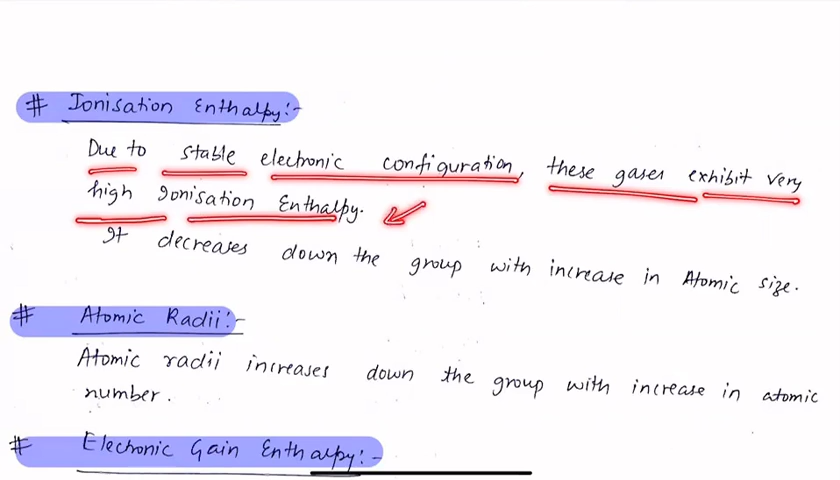 # Ionisation Enthalpy:-
Due to stable electronic configuration, these gases exhibit very
high Ionisation Enthalpy.
It decreases down the group with increase in Atomic size.
# Atomic Radii:-
Atomic radii increases down the group with increase in atomic
number.
# Electronic Gain Enthalpy:-